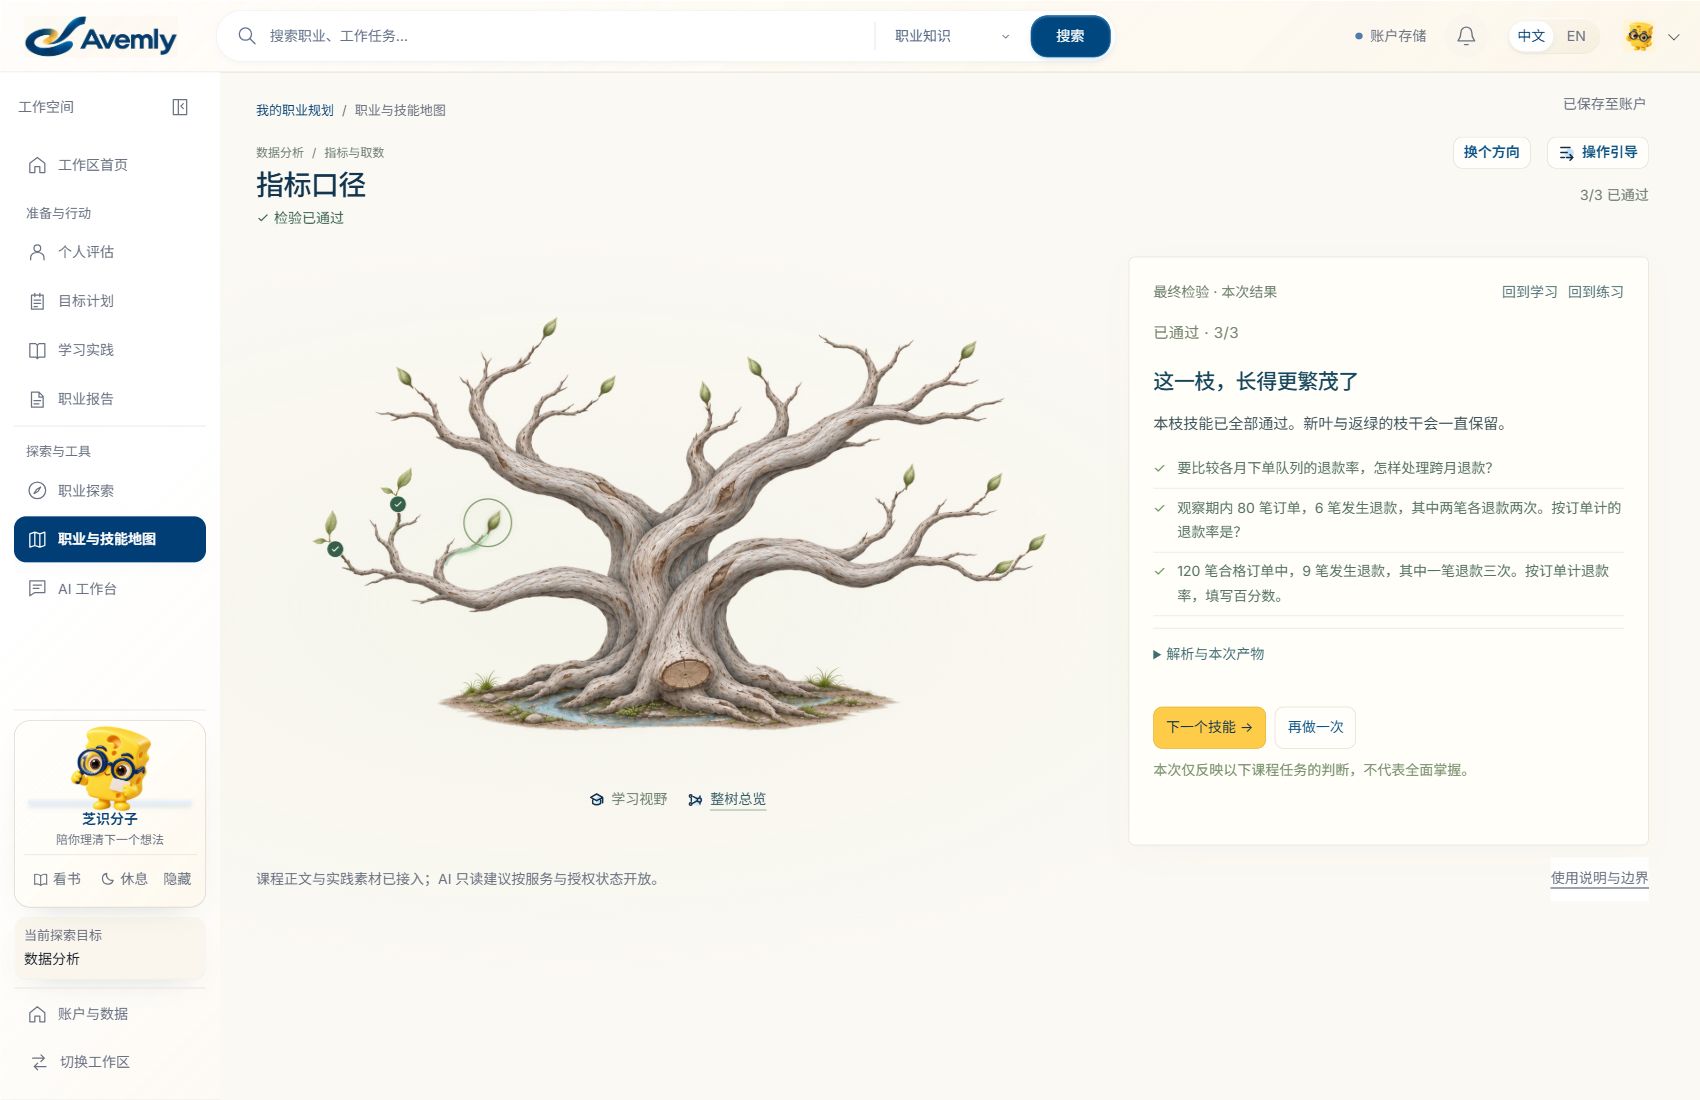 Avemly
搜索职业、工作任务...
职业知识
搜索
账户存储
中文
EN
工作空间
工作区首页
准备与行动
个人评估
目标计划
学习实践
职业报告
探索与工具
职业探索
职业与技能地图
AI 工作台
芝识分子
陪你理清下一个想法
看书
休息
隐藏
当前探索目标
数据分析
账户与数据
切换工作区
我的职业规划 / 职业与技能地图
已保存至账户
数据分析 / 指标与取数
指标口径
检验已通过
换个方向
操作引导
3/3 已通过
最终检验 · 本次结果
回到学习
回到练习
已通过 · 3/3
这一枝，长得更繁茂了
本枝技能已全部通过。新叶与返绿的枝干会一直保留。
要比较各月下单队列的退款率，怎样处理跨月退款？
观察期内 80 笔订单，6 笔发生退款，其中两笔各退款两次。按订单计的
退款率是？
120 笔合格订单中，9 笔发生退款，其中一笔退款三次。按订单计退款
率，填写百分数。
解析与本次产物
下一个技能 →
再做一次
本次仅反映以下课程任务的判断，不代表全面掌握。
学习视野
整树总览
课程正文与实践素材已接入；AI 只读建议按服务与授权状态开放。
使用说明与边界